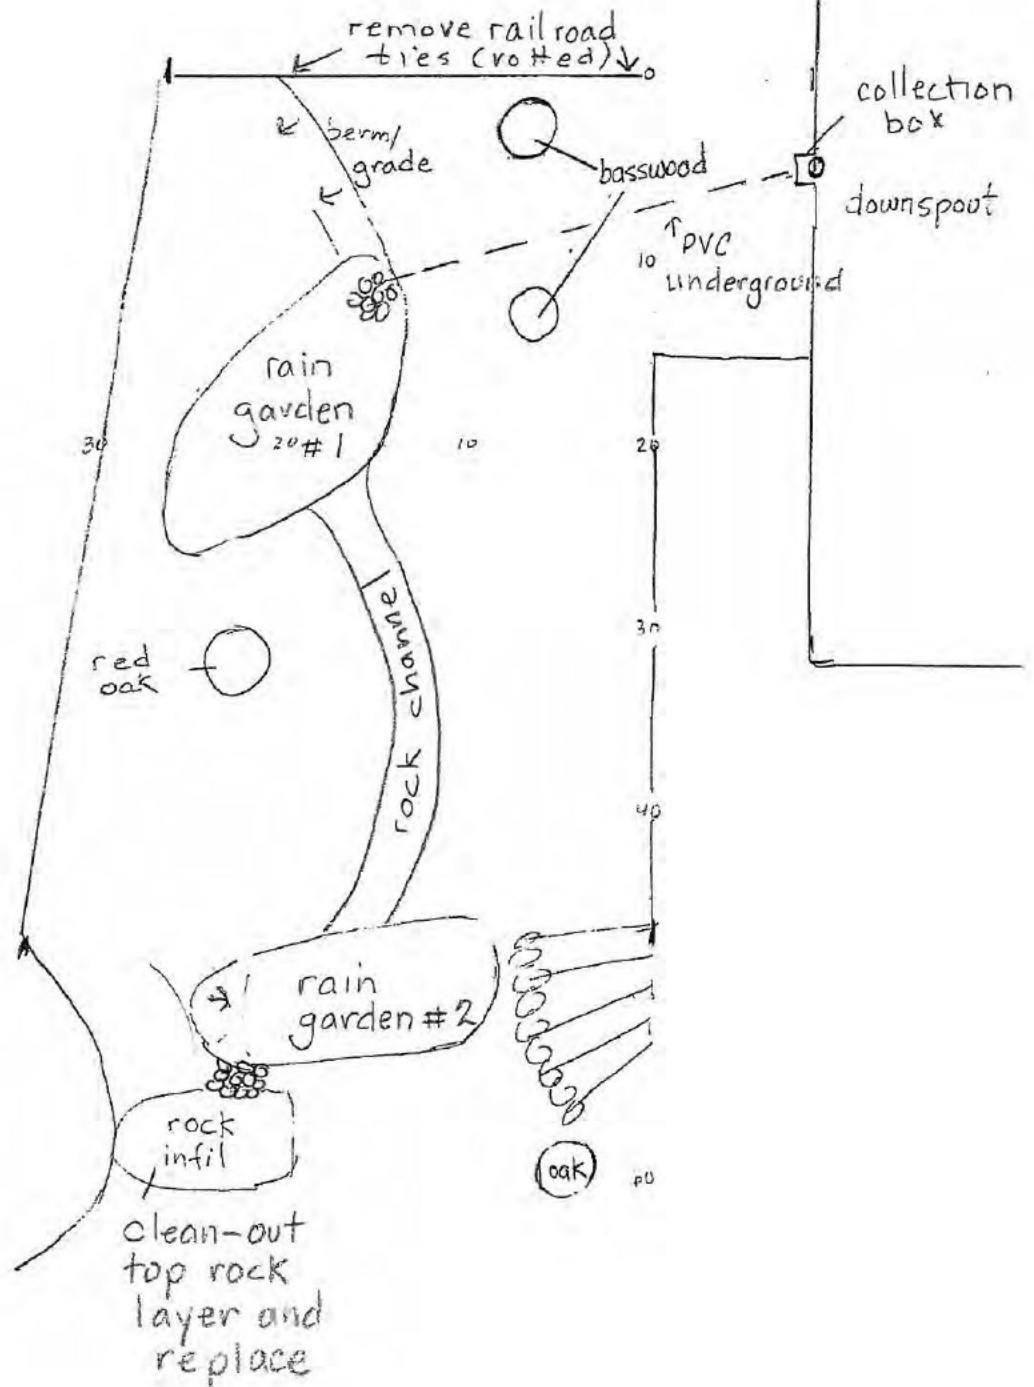 remove railroad
ties (rotted)
0
collection
box
berm/
grade
basswood
downspout
PVC
10
underground
rain
garden
20 #1
30
10
20
rock channel
30
red
oak
40
rain
garden #2
rock
infil
oak
clean-out
top rock
layer and
replace